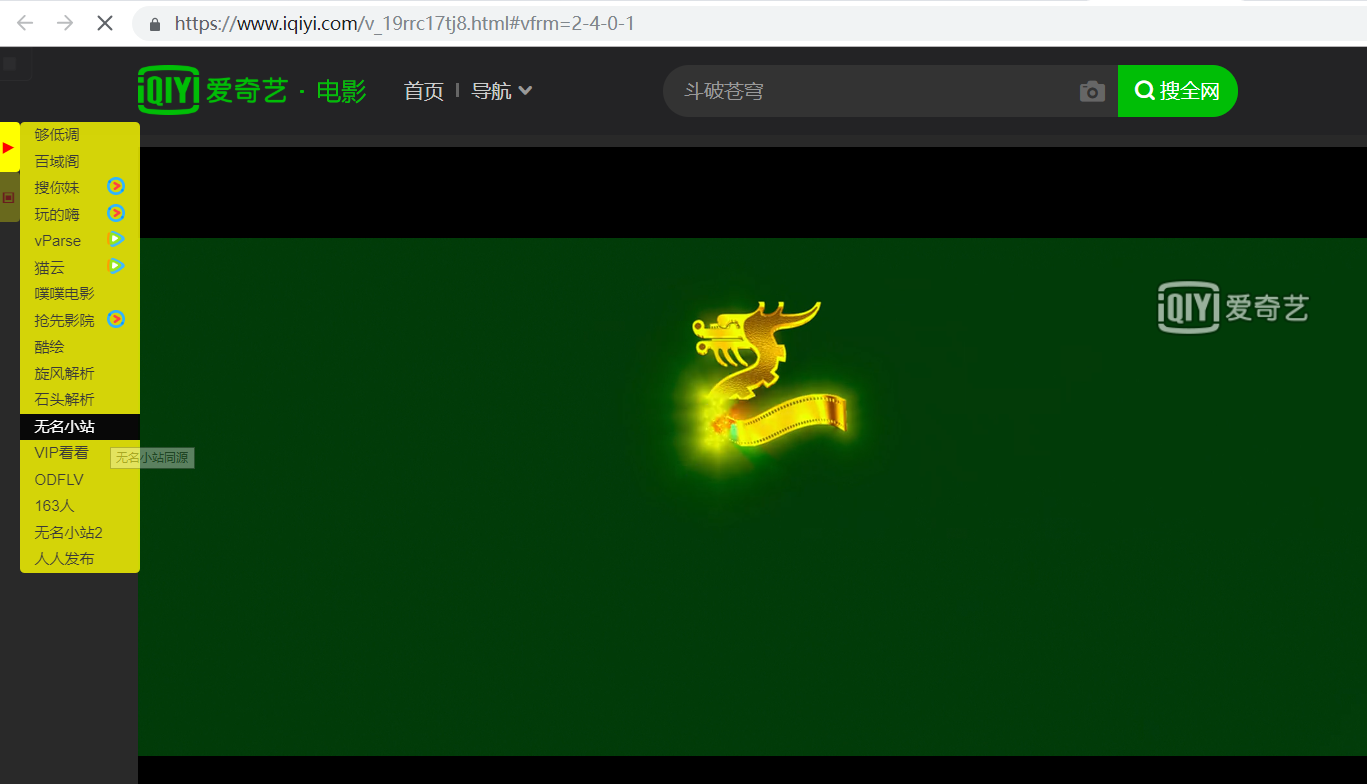 https://www.iqiyi.com/v_19rrc17tj8.html#vfrm=2-4-0-1
iQIYI 爱奇艺 · 电影 首页 导航 斗破苍穹 搜全网
够低调
百域阁
搜你妹
玩的嗨
vParse
猫云
噗噗电影
抢先影院
酷绘
旋风解析
石头解析
无名小站
VIP看看
无名小站同源
ODFLV
163人
无名小站2
人人发布
iQIYI 爱奇艺